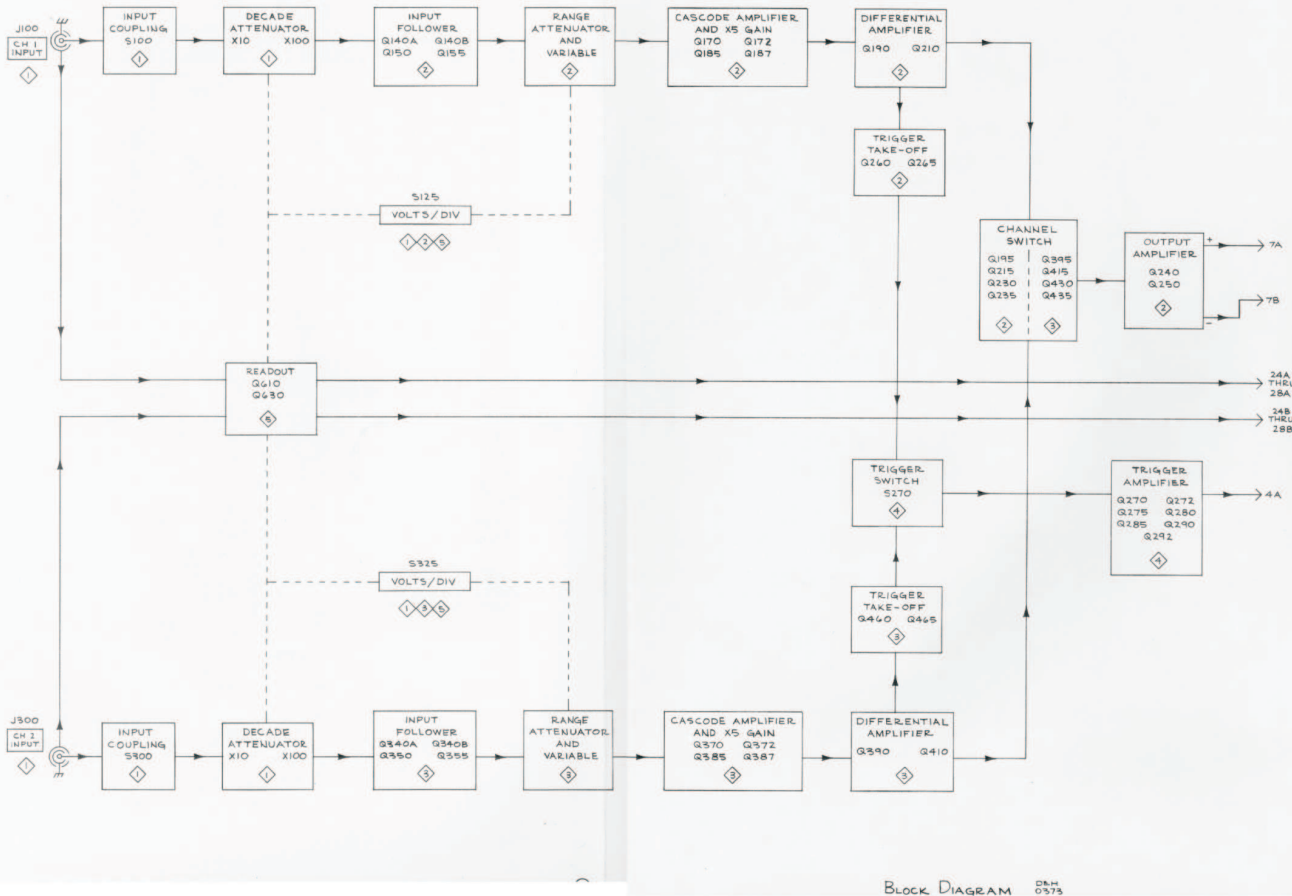 J100
CH 1
INPUT
1
INPUT
COUPLING
S100
1
DECADE
ATTENUATOR
X10 X100
1
INPUT
FOLLOWER
Q140A Q140B
Q150 Q155
2
RANGE
ATTENUATOR
AND
VARIABLE
2
CASCODE AMPLIFIER
AND X5 GAIN
Q170 Q172
Q185 Q187
2
DIFFERENTIAL
AMPLIFIER
Q190 Q210
2
TRIGGER
TAKE-OFF
Q260 Q265
2
S125
VOLTS/DIV
1 2 5
CHANNEL
SWITCH
Q195 Q395
Q215 Q415
Q230 Q430
Q235 Q435
2 3
OUTPUT
AMPLIFIER
Q240
Q250
2
+
7A
7B
-
READOUT
Q610
Q630
5
24A
THRU
28A
24B
THRU
28B
TRIGGER
SWITCH
S270
4
TRIGGER
AMPLIFIER
Q270 Q272
Q275 Q280
Q285 Q290
Q292
4
4A
S325
VOLTS/DIV
1 3 5
TRIGGER
TAKE-OFF
Q460 Q465
3
J300
CH 2
INPUT
1
INPUT
COUPLING
S300
1
DECADE
ATTENUATOR
X10 X100
1
INPUT
FOLLOWER
Q340A Q340B
Q350 Q355
3
RANGE
ATTENUATOR
AND
VARIABLE
3
CASCODE AMPLIFIER
AND X5 GAIN
Q370 Q372
Q385 Q387
3
DIFFERENTIAL
AMPLIFIER
Q390 Q410
3
BLOCK DIAGRAM
0373